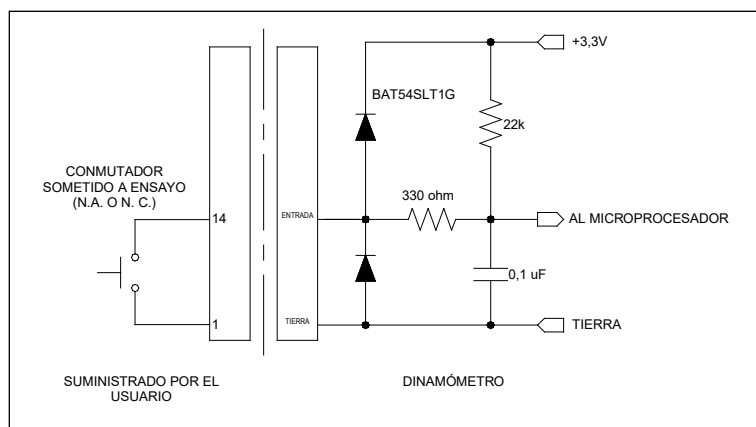 +3,3V
BAT54SLT1G
22k
CONMUTADOR
SOMETIDO A ENSAYO
(N.A. O N. C.)
330 ohm
14
ENTRADA
AL MICROPROCESADOR
0,1 uF
1
TIERRA
TIERRA
SUMINISTRADO POR EL
USUARIO
DINAMÓMETRO